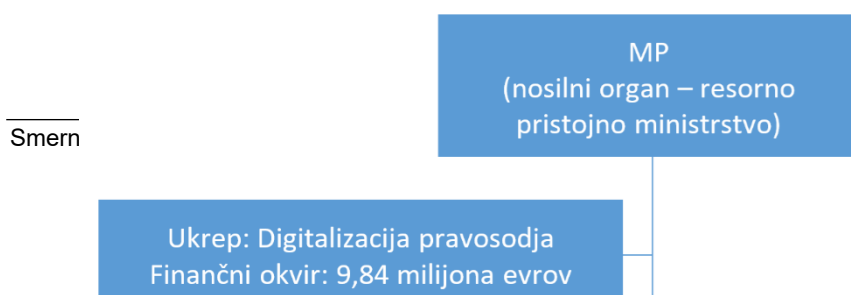 MP
(nosilni organ – resorno
pristojno ministrstvo)
Smern
Ukrep: Digitalizacija pravosodja
Finančni okvir: 9,84 milijona evrov